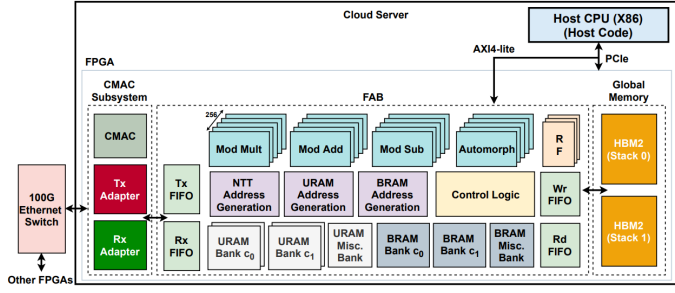 Cloud Server
Host CPU (X86)
(Host Code)
AXI4-lite
PCIe
FPGA
CMAC
Subsystem
FAB
Global
Memory
CMAC
256
Mod Mult
Mod Add
Mod Sub
Automorph
R
F
HBM2
(Stack 0)
100G
Ethernet
Switch
Tx
Adapter
Tx
FIFO
NTT
Address
Generation
URAM
Address
Generation
BRAM
Address
Generation
Control Logic
Wr
FIFO
Rx
Adapter
Rx
FIFO
URAM
Bank c0
URAM
Bank c1
URAM
Misc.
Bank
BRAM
Bank c0
BRAM
Bank c1
BRAM
Misc.
Bank
Rd
FIFO
HBM2
(Stack 1)
Other FPGAs